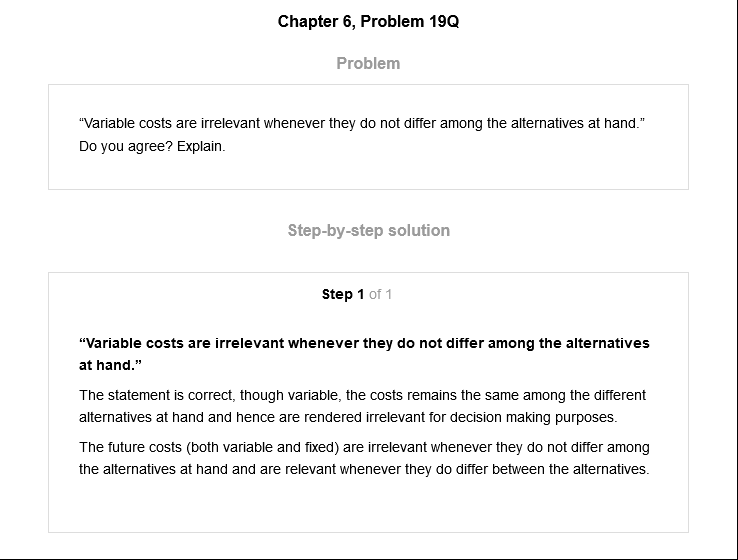 Chapter 6, Problem 19Q
Problem
“Variable costs are irrelevant whenever they do not differ among the alternatives at hand.”
Do you agree? Explain.
Step-by-step solution
Step 1 of 1
“Variable costs are irrelevant whenever they do not differ among the alternatives
at hand.”
The statement is correct, though variable, the costs remains the same among the different
alternatives at hand and hence are rendered irrelevant for decision making purposes.
The future costs (both variable and fixed) are irrelevant whenever they do not differ among
the alternatives at hand and are relevant whenever they do differ between the alternatives.